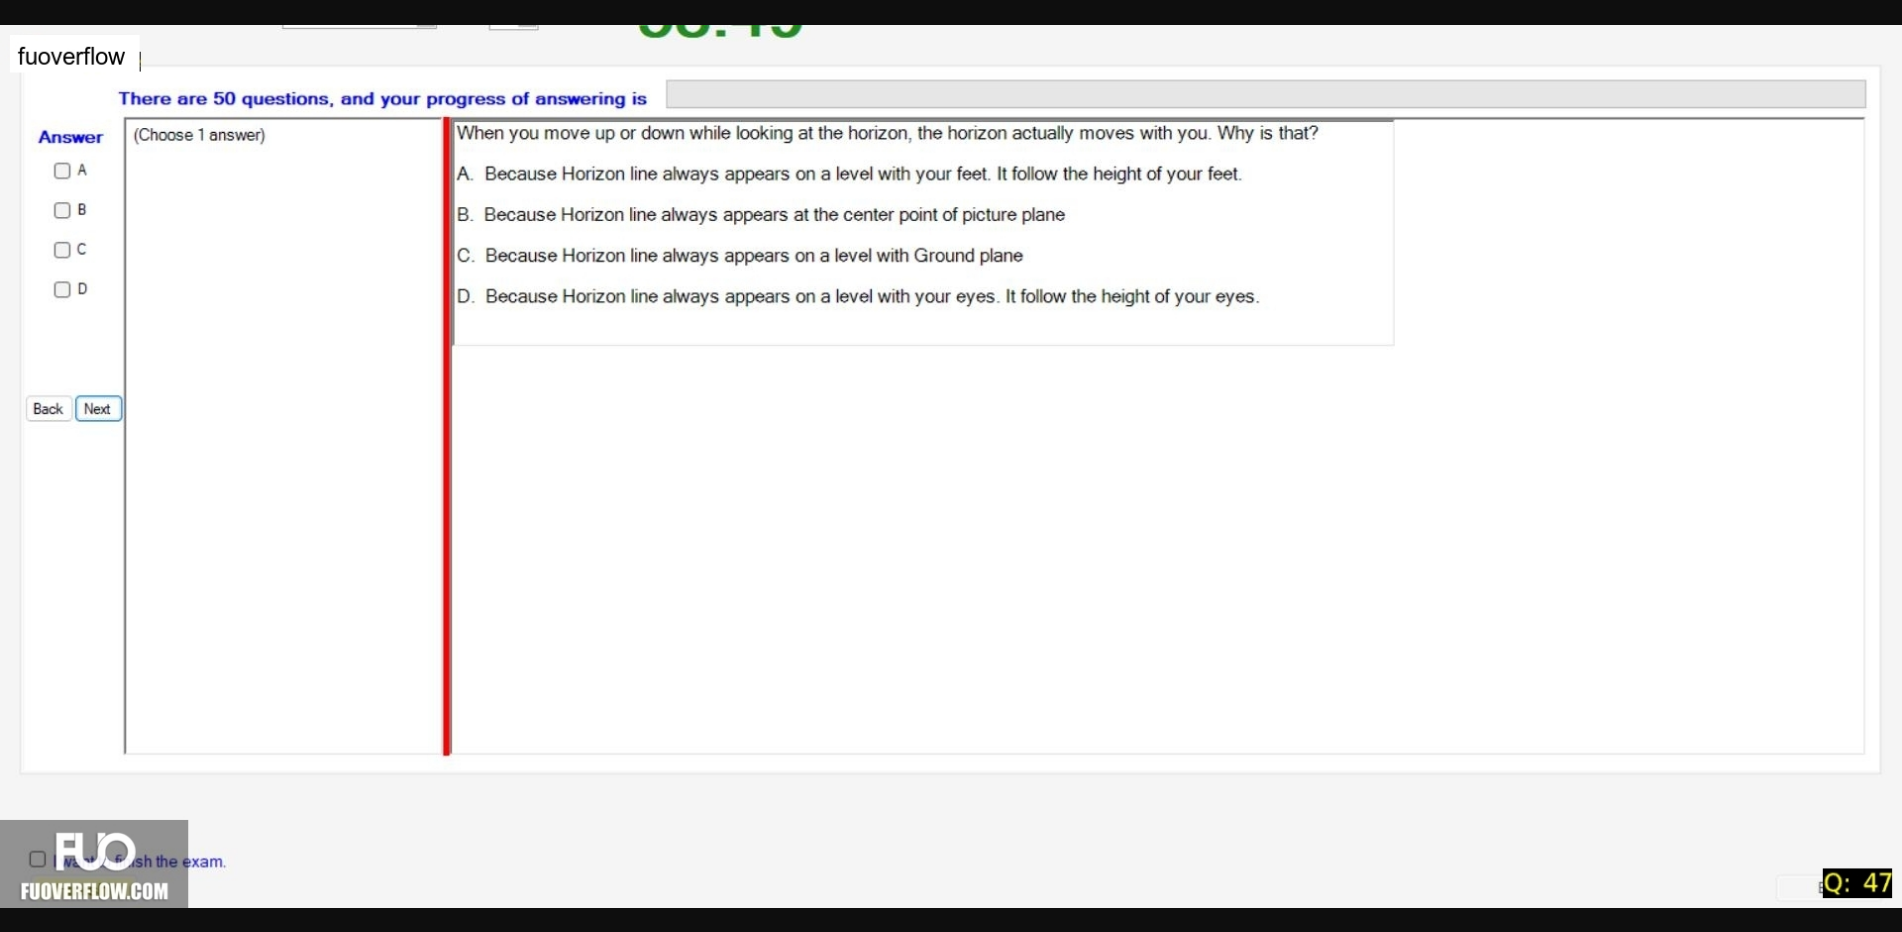 fuoverflow
There are 50 questions, and your progress of answering is
Answer
(Choose 1 answer)
A
B
C
D
Back
Next
When you move up or down while looking at the horizon, the horizon actually moves with you. Why is that?
A. Because Horizon line always appears on a level with your feet. It follow the height of your feet.
B. Because Horizon line always appears at the center point of picture plane
C. Because Horizon line always appears on a level with Ground plane
D. Because Horizon line always appears on a level with your eyes. It follow the height of your eyes.
FUO
sh the exam.
FUOVERFLOW.COM
Q: 47